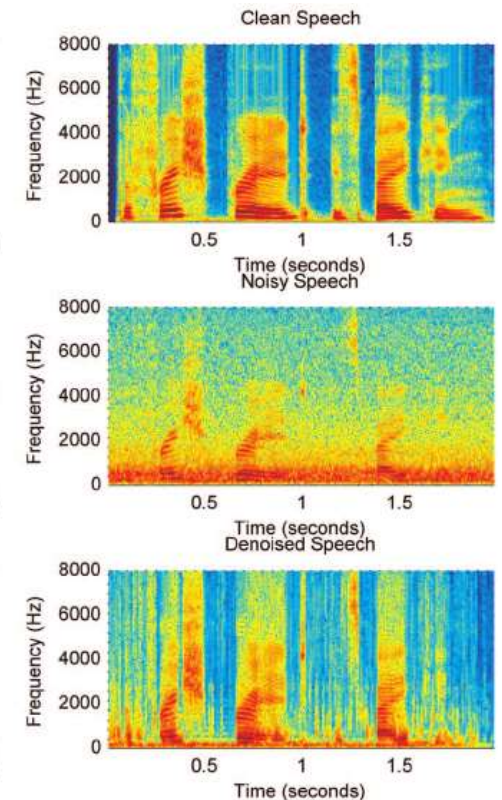 Clean Speech
8000
6000
4000
2000
0
Frequency (Hz)
0.5 1 1.5
Time (seconds)
Noisy Speech
8000
6000
4000
2000
0
Frequency (Hz)
0.5 1 1.5
Time (seconds)
Denoised Speech
8000
6000
4000
2000
0
Frequency (Hz)
0.5 1 1.5
Time (seconds)